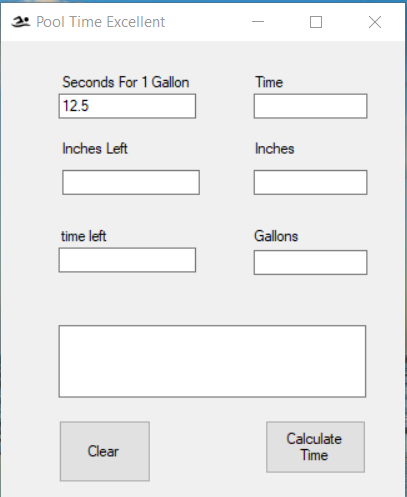 Pool Time Excellent
Seconds For 1 Gallon
Time
12.5
Inches Left
Inches
time left
Gallons
Clear
Calculate
Time